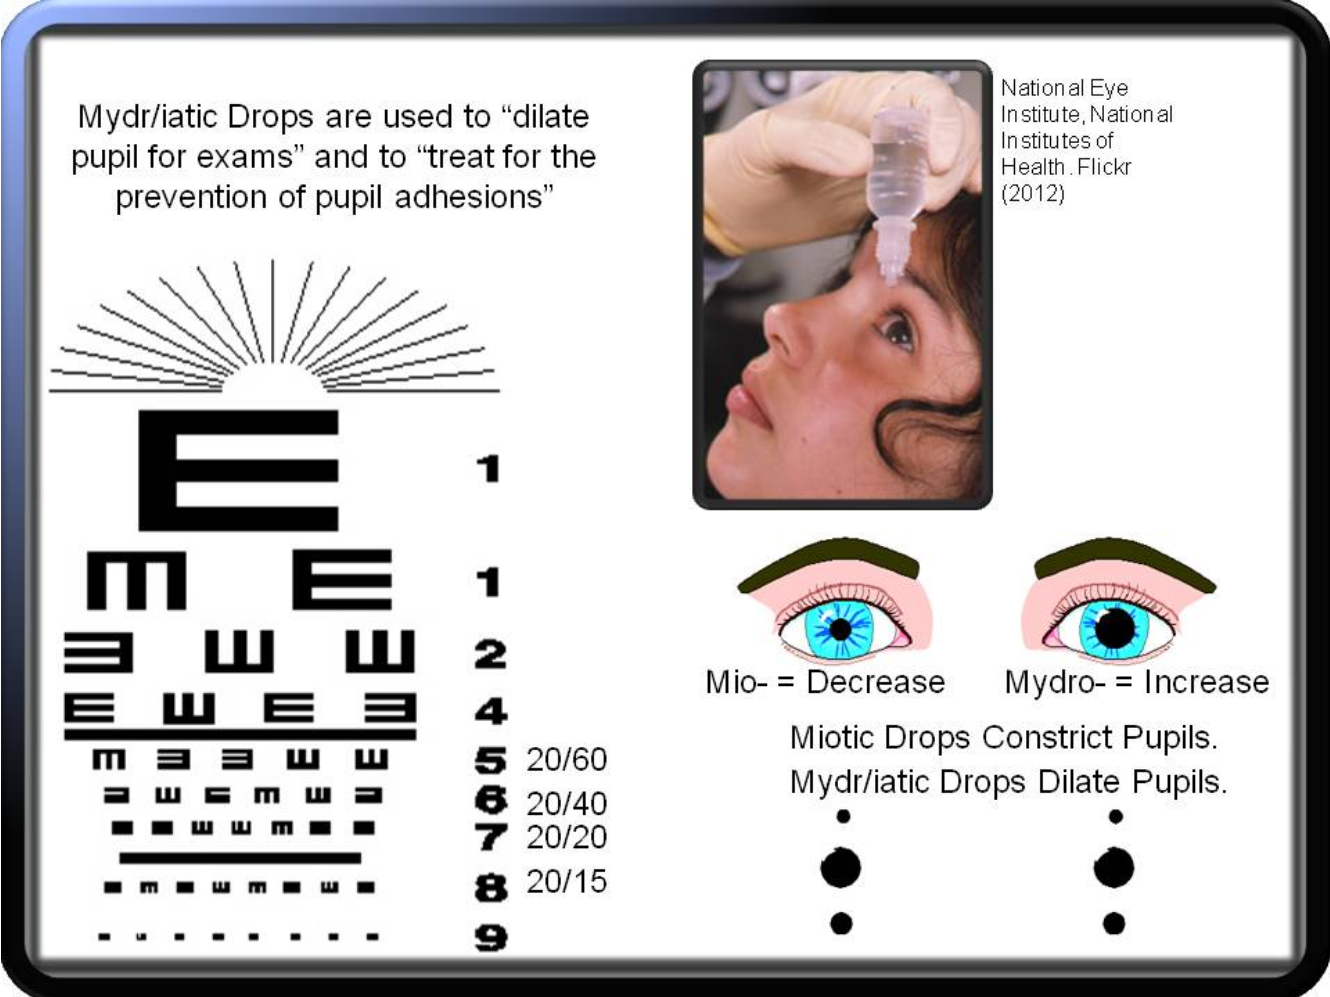 Mydr/iatic Drops are used to “dilate
pupil for exams” and to “treat for the
prevention of pupil adhesions”
National Eye
Institute, National
Institutes of
Health. Flickr
(2012)
E 1
m E 1
2
E 4
5 20/60
6 20/40
7 20/20
8 20/15
9
Mio- = Decrease
Mydro- = Increase
Miotic Drops Constrict Pupils.
Mydr/iatic Drops Dilate Pupils.